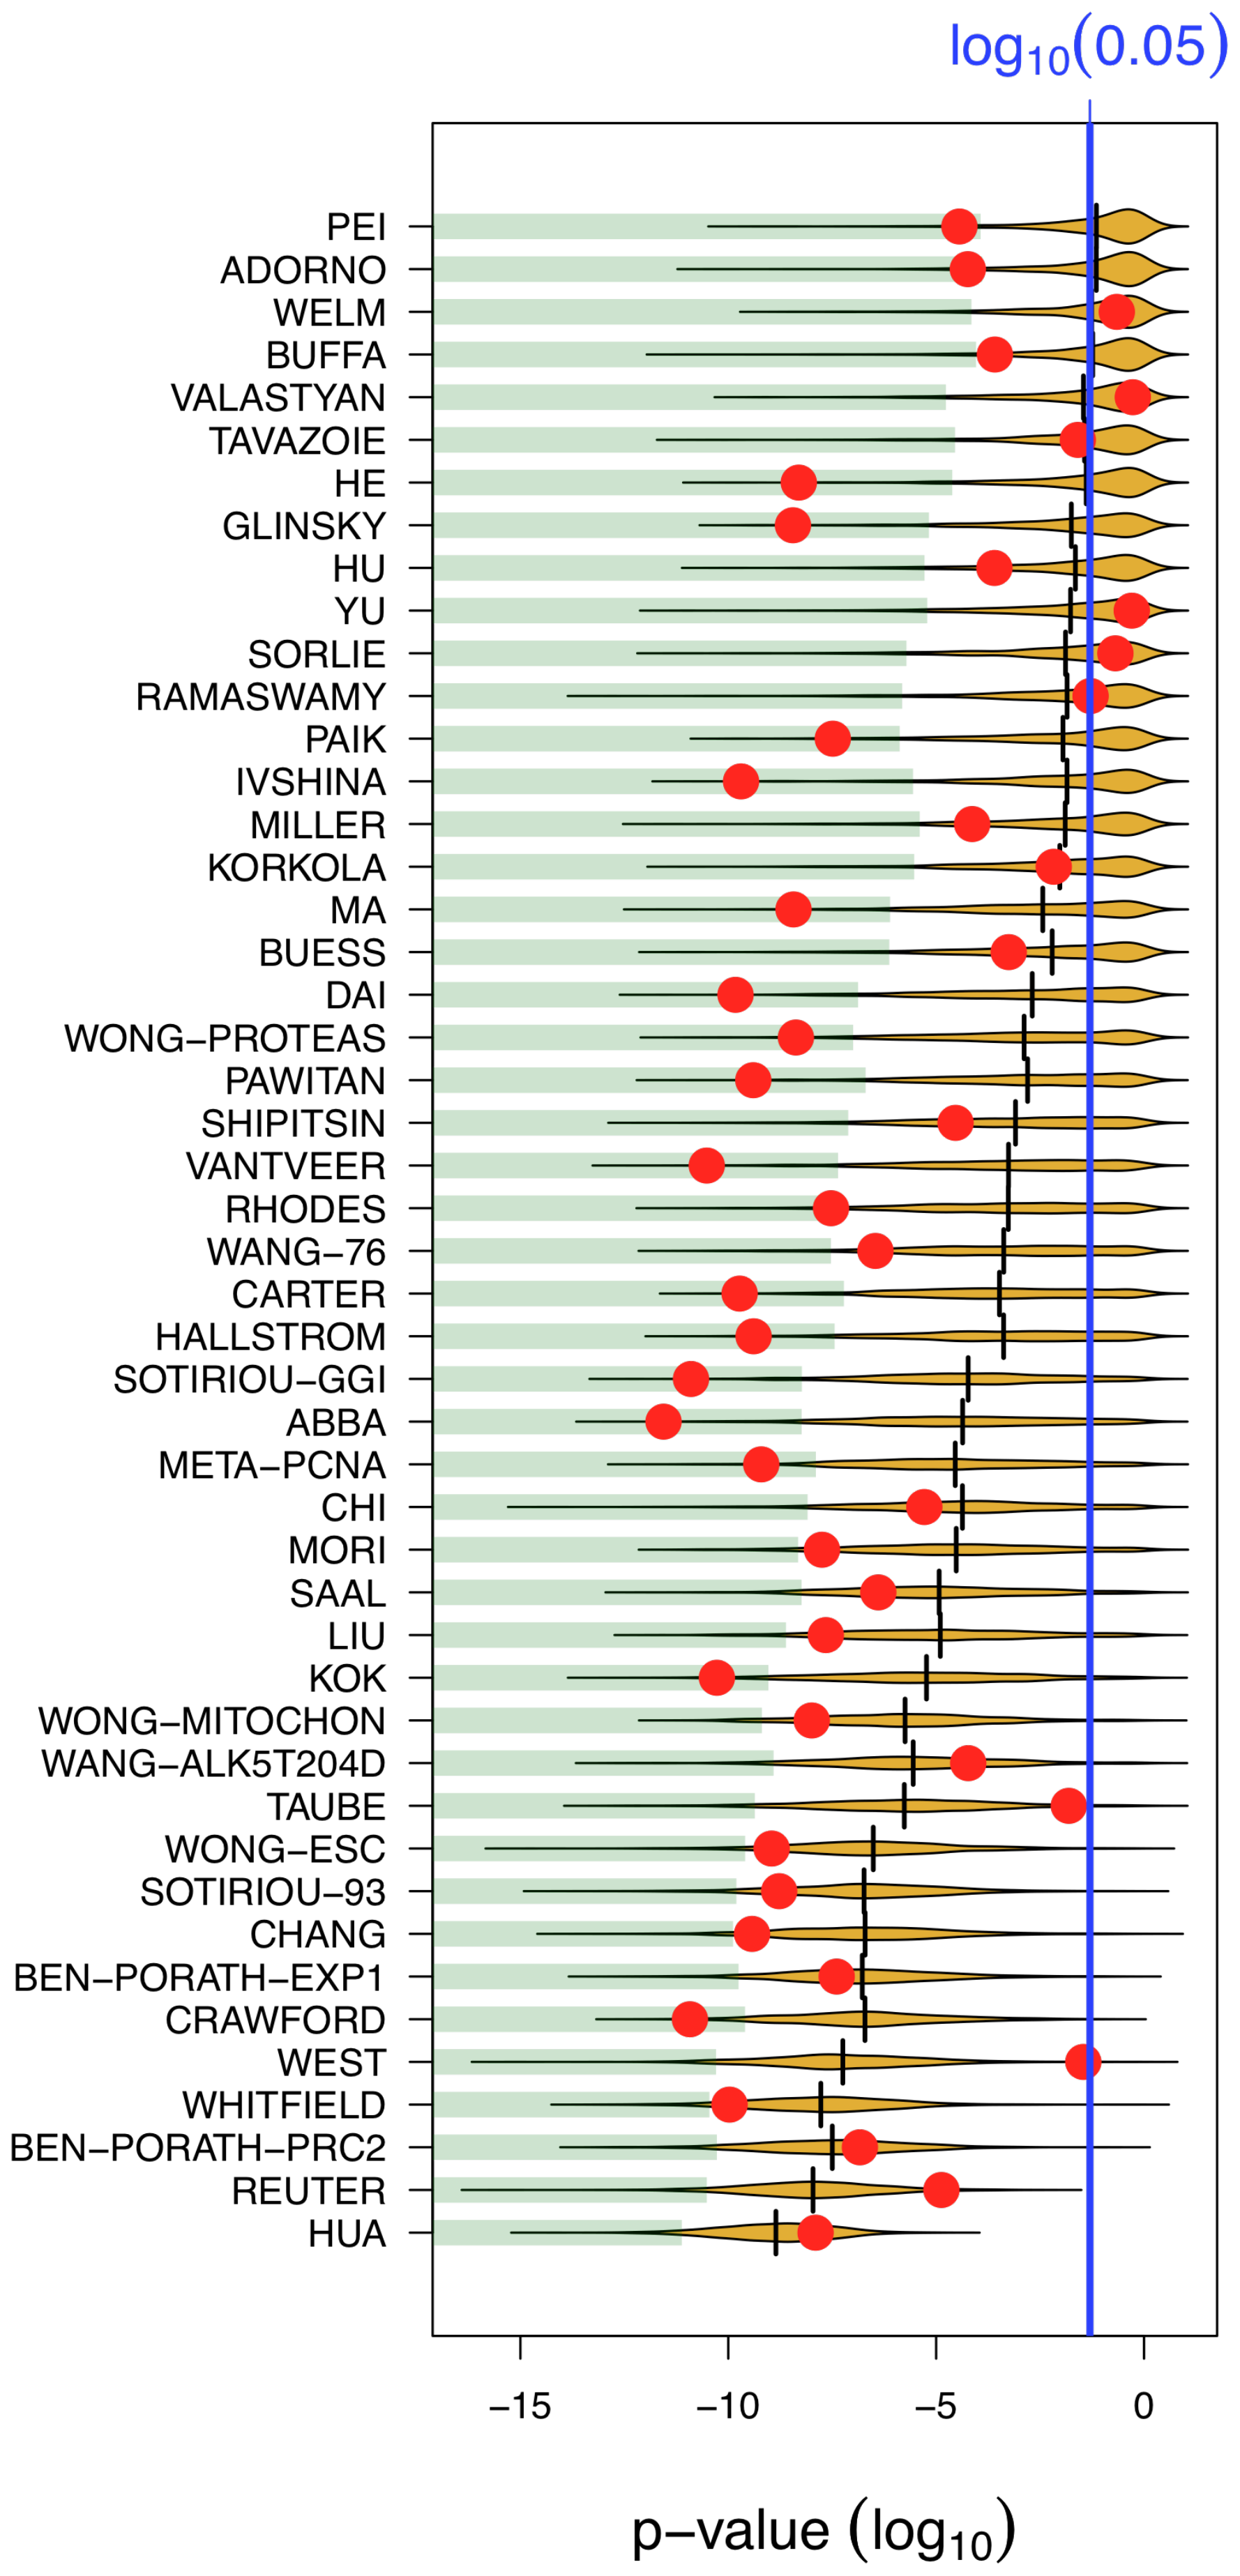 log10(0.05)
PEI
ADORNO
WELM
BUFFA
VALASTYAN
TAVAZOIE
HE
GLINSKY
HU
YU
SORLIE
RAMASWAMY
PAIK
IVSHINA
MILLER
KORKOLA
MA
BUESS
DAI
WONG−PROTEAS
PAWITAN
SHIPITSIN
VANTVEER
RHODES
WANG−76
CARTER
HALLSTROM
SOTIRIOU−GGI
ABBA
META−PCNA
CHI
MORI
SAAL
LIU
KOK
WONG−MITOCHON
WANG−ALK5T204D
TAUBE
WONG−ESC
SOTIRIOU−93
CHANG
BEN−PORATH−EXP1
CRAWFORD
WEST
WHITFIELD
BEN−PORATH−PRC2
REUTER
HUA
−15 −10 −5 0
p−value (log10)